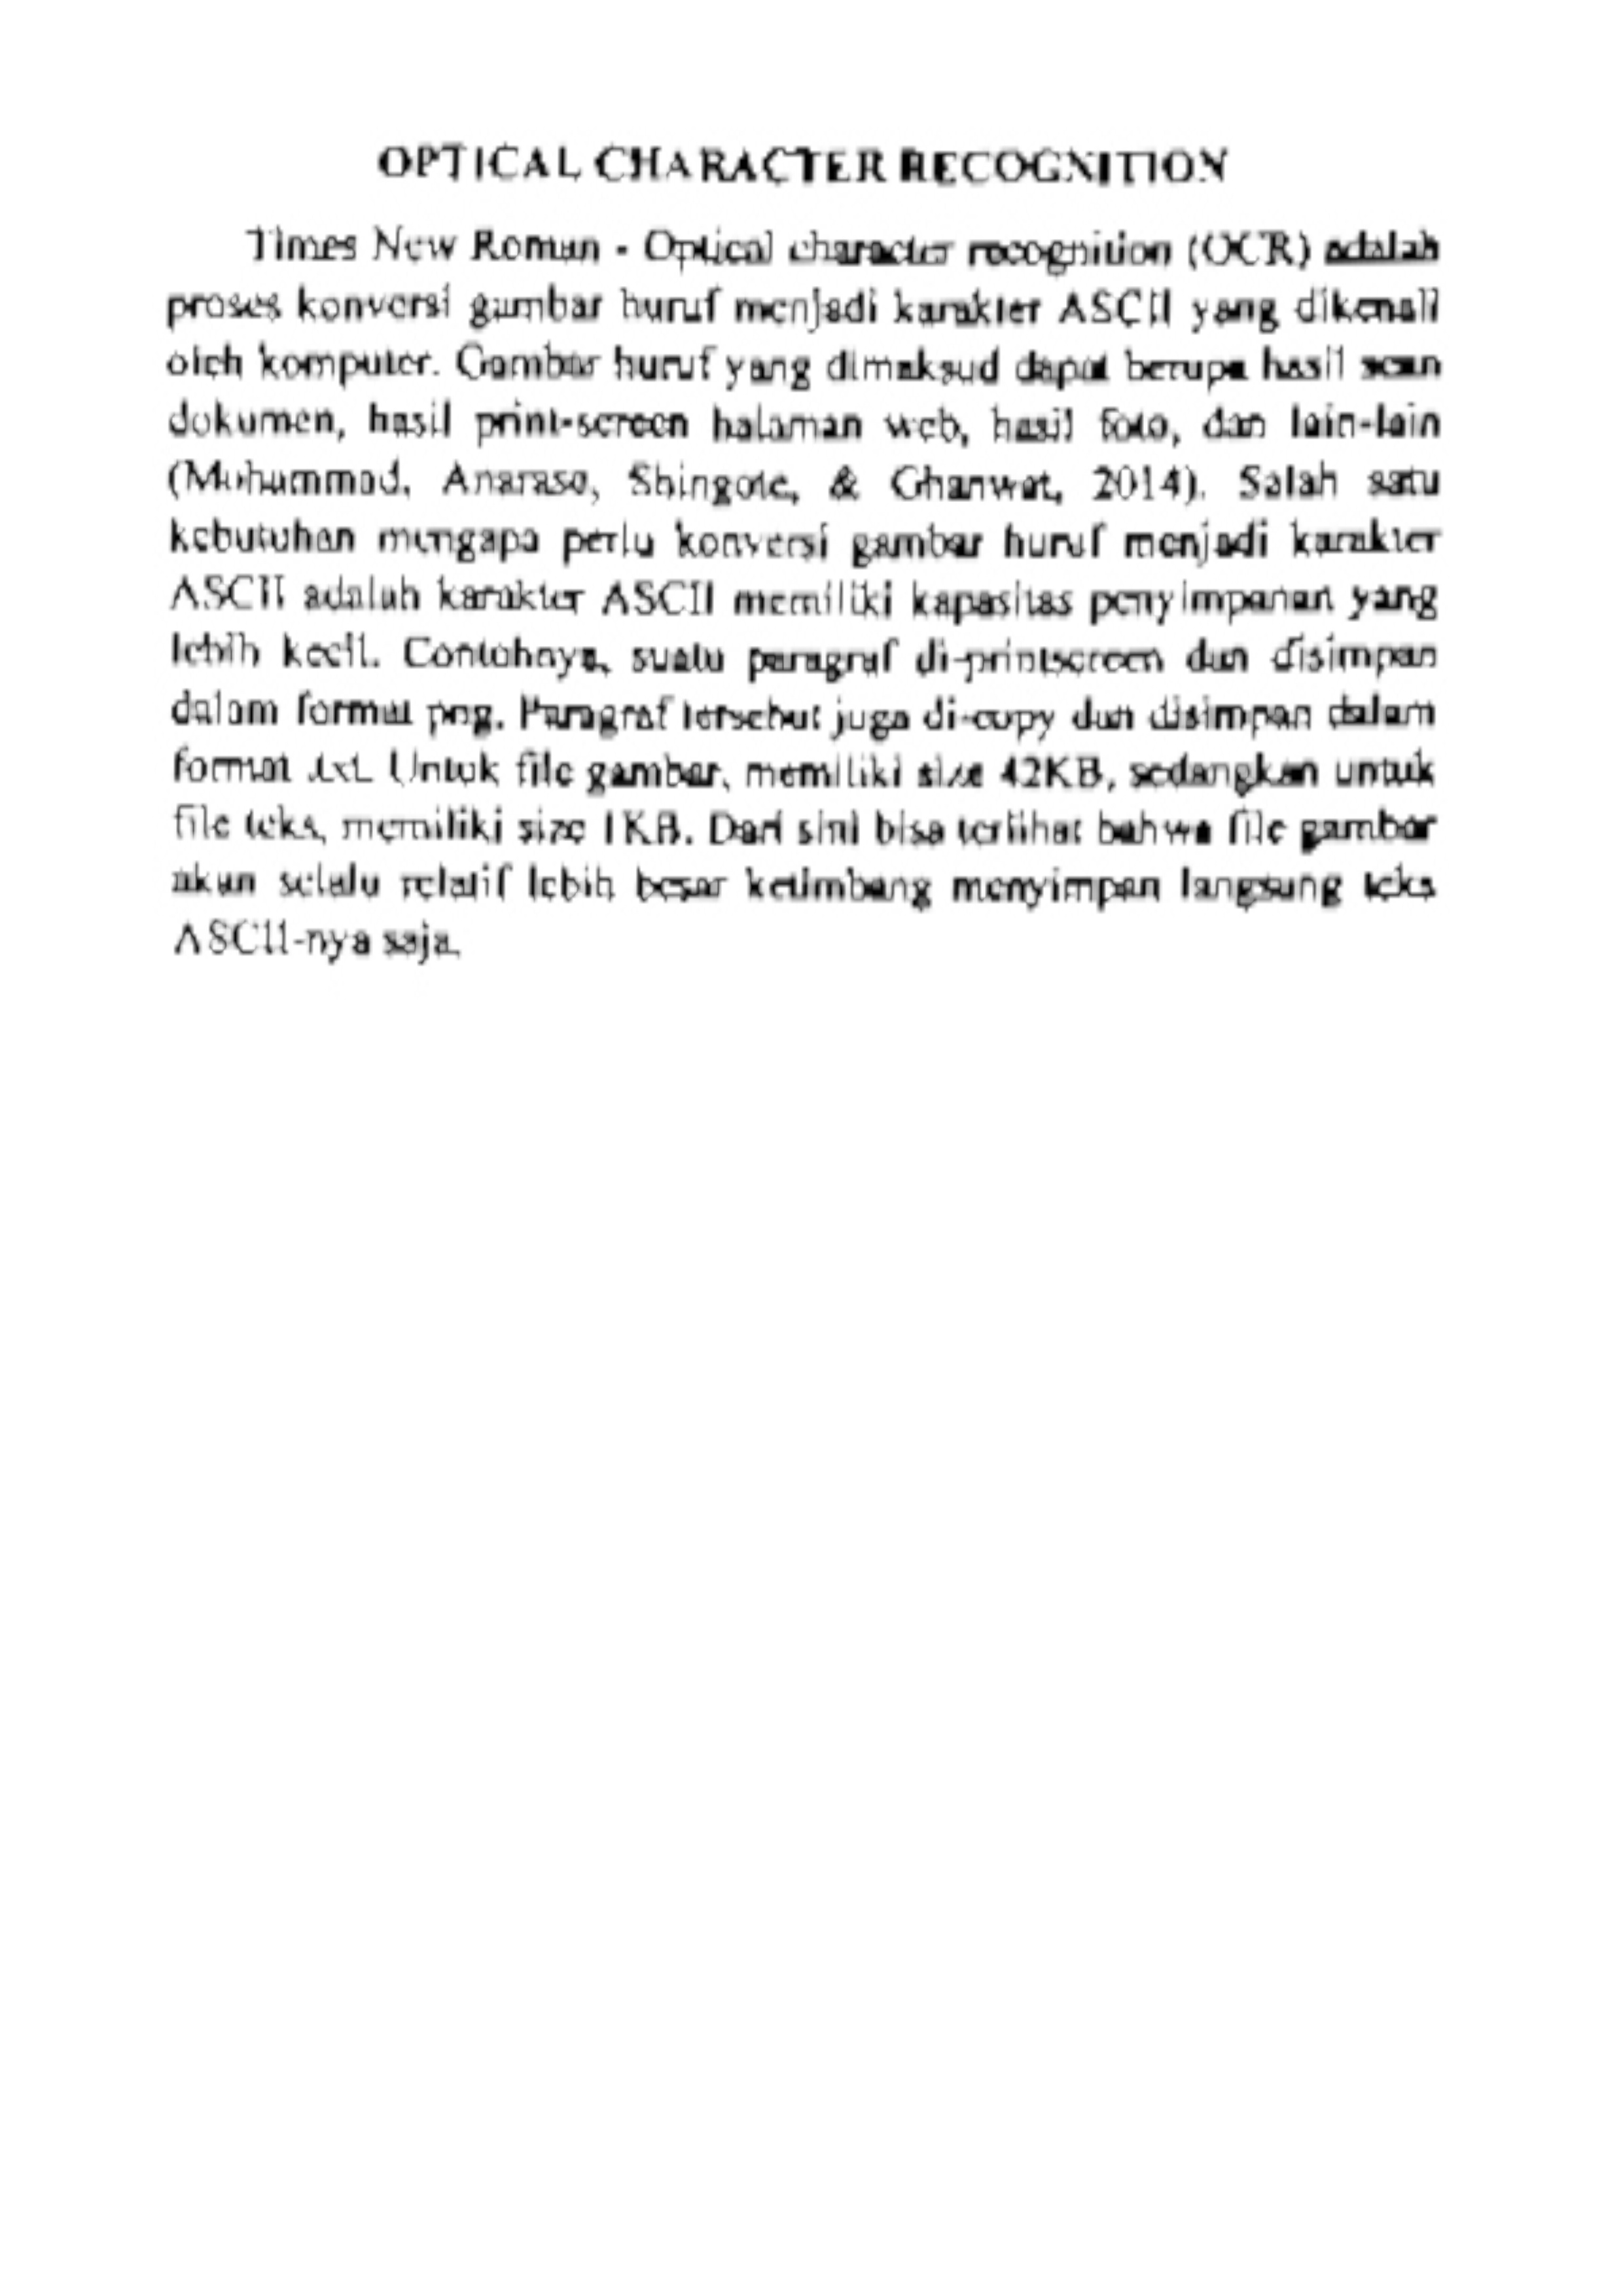 OPTICAL CHARACTER RECOGNITION
Times New Roman - Optical character recognition (OCR) adalah
proses konversi gambar huruf menjadi karakter ASCII yang dikenali
oleh komputer. Gambar huruf yang dimaksud dapat berupa hasil scan
dokumen, hasil print-screen halaman web, hasil foto, dan lain-lain
(Muhammad, Anarase, Shingote, & Ghanwat, 2014). Salah satu
kebutuhan mengapa perlu konversi gambar huruf menjadi karakter
ASCII adalah karakter ASCII memiliki kapasitas penyimpanan yang
lebih kecil. Contohnya, suatu paragraf di-printscreen dan disimpan
dalam format png. Paragraf tersebut juga di-copy dan disimpan dalam
format .txt. Untuk file gambar, memiliki size 42KB, sedangkan untuk
file teks, memiliki size 1KB. Dari sini bisa terlihat bahwa file gambar
akan selalu relatif lebih besar ketimbang menyimpan langsung teks
ASCII-nya saja.